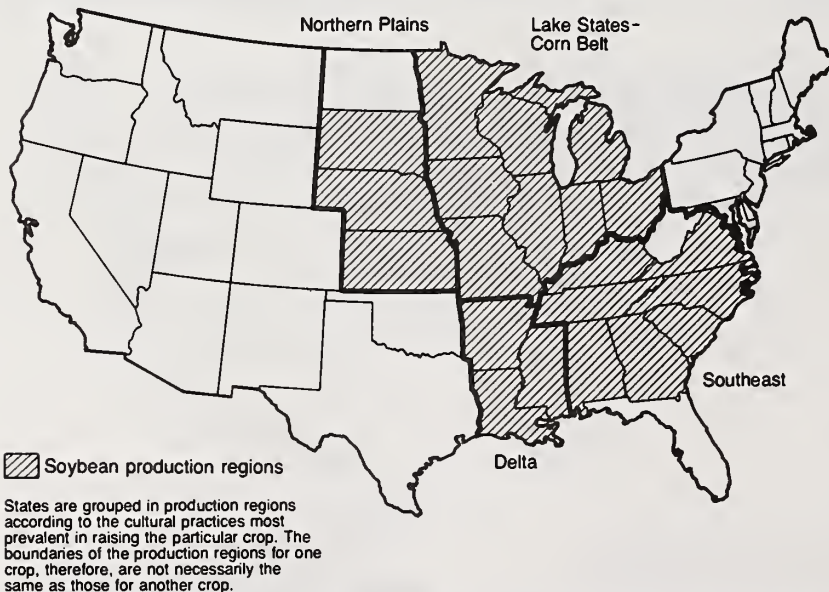 Northern Plains
Lake States-
Corn Belt
Southeast
Delta
Soybean production regions
States are grouped in production regions
according to the cultural practices most
prevalent in raising the particular crop. The
boundaries of the production regions for one
crop, therefore, are not necessarily the
same as those for another crop.